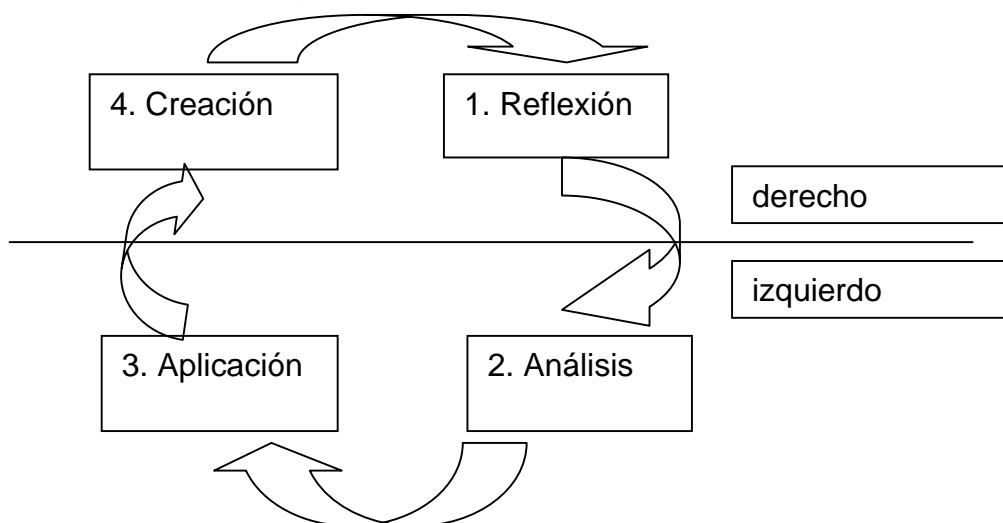 4. Creación
1. Reflexión
derecho
izquierdo
3. Aplicación
2. Análisis